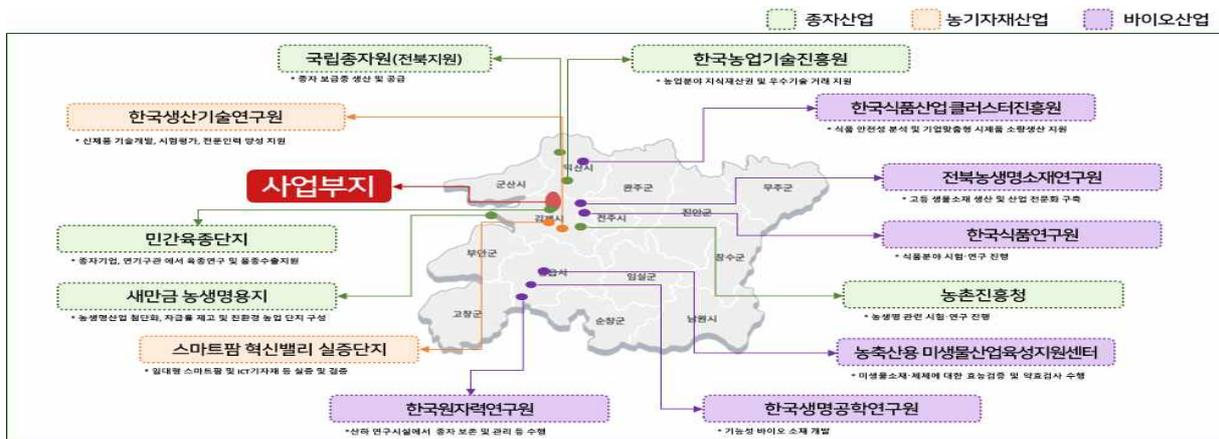 종자산업 농기자재산업 바이오산업
국립종자원(전북지원)
* 종자 보급종 생산 및 공급
한국농업기술진흥원
* 농업분야 지식재산권 및 우수기술 거래 지원
한국생산기술연구원
* 신제품 기술개발, 시험평가, 전문인력 양성 지원
한국식품산업클러스터진흥원
* 식품 안전성 분석 및 기업맞춤형 시제품 소량생산 지원
사업부지
전북농생명소재연구원
* 고등 생물소재 생산 및 산업 전문화 구축
민간육종단지
* 종자기업, 연기구관 에서 육종연구 및 품종수출지원
한국식품연구원
* 식품분야 시험·연구 진행
새만금 농생명용지
* 농생명산업 첨단화, 자급률 재고 및 친환경 농업 단지 구성
농촌진흥청
* 농생명 관련 시험·연구 진행
스마트팜 혁신밸리 실증단지
* 임대형 스마트팜 및 ICT기자재 등 실증 및 검증
농축산용 미생물산업육성지원센터
* 미생물소재·제제에 대한 효능검증 및 약효검사 수행
한국원자력연구원
*산하 연구시설에서 종자 보존 및 관리 등 수행
한국생명공학연구원
* 기능성 바이오 소재 개발
군산시
익산시
완주군
무주군
김제시
전주시
진안군
부안군
장수군
임실군
고창군
순창군
남원시